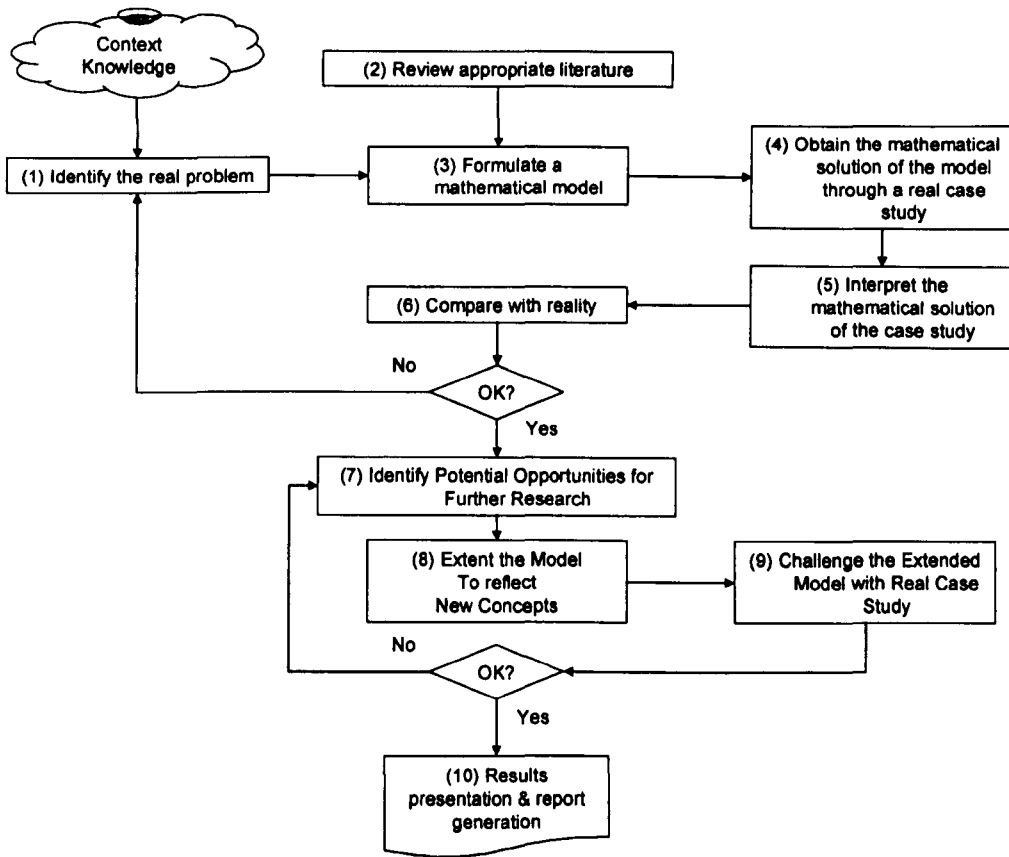 Context
Knowledge
(2) Review appropriate literature
(1) Identify the real problem
(3) Formulate a
mathematical model
(4) Obtain the mathematical
solution of the model
through a real case
study
(5) Interpret the
mathematical solution
of the case study
(6) Compare with reality
No
OK?
Yes
(7) Identify Potential Opportunities for
Further Research
(8) Extent the Model
To reflect
New Concepts
(9) Challenge the Extended
Model with Real Case
Study
No
OK?
Yes
(10) Results
presentation & report
generation